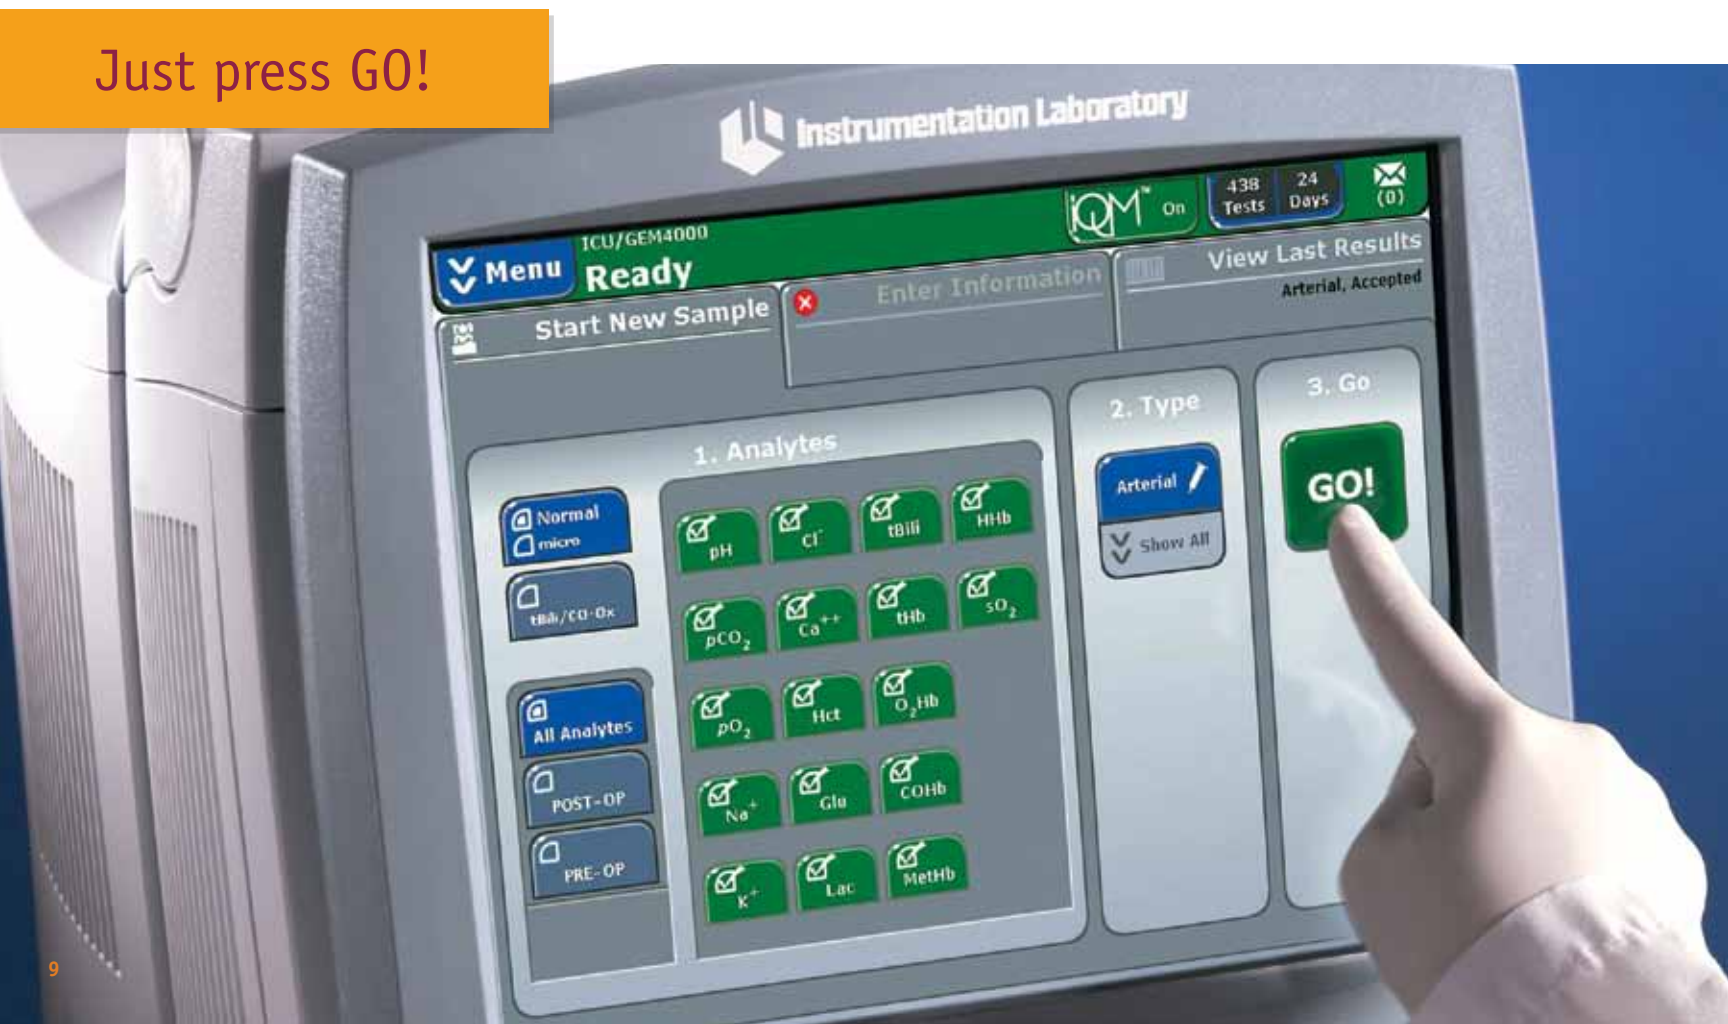 Just press GO!
Instrumentation Laboratory
ICU/GEM4000
Menu
Ready
iQM™ On
438 Tests
24 Days
(0)
Start New Sample
Enter Information
View Last Results
Arterial, Accepted
1. Analytes
Normal
micro
tBili/CO-Ox
All Analytes
POST-OP
PRE-OP
pH
Cl⁻
tBili
HHb
pCO₂
Ca⁺⁺
tHb
sO₂
pO₂
Hct
O₂Hb
Na⁺
Glu
COHb
K⁺
Lac
MetHb
2. Type
Arterial
Show All
3. Go
GO!
9